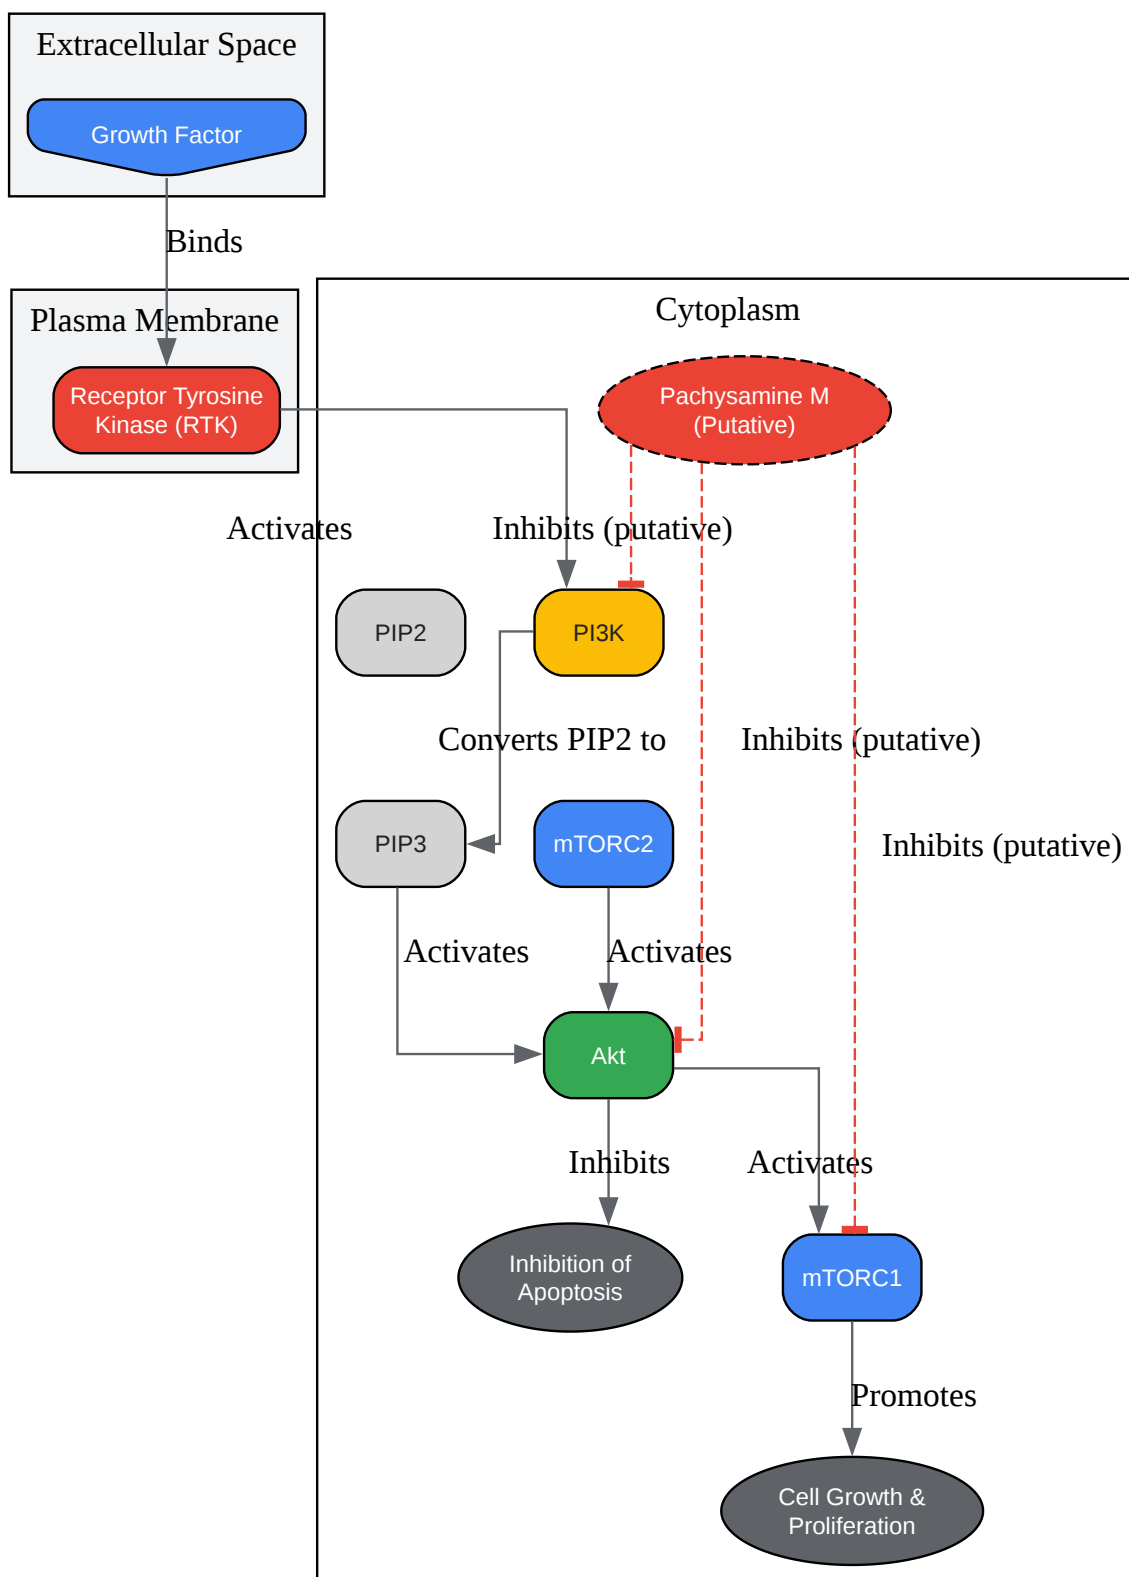 Extracellular Space
Growth Factor
Binds
Plasma Membrane
Cytoplasm
Receptor Tyrosine
Kinase (RTK)
Pachysamine M
(Putative)
Activates
Inhibits (putative)
PIP2
PI3K
Converts PIP2 to
Inhibits (putative)
PIP3
mTORC2
Inhibits (putative)
Activates
Activates
Akt
Inhibits
Activates
Inhibition of
Apoptosis
mTORC1
Promotes
Cell Growth &
Proliferation